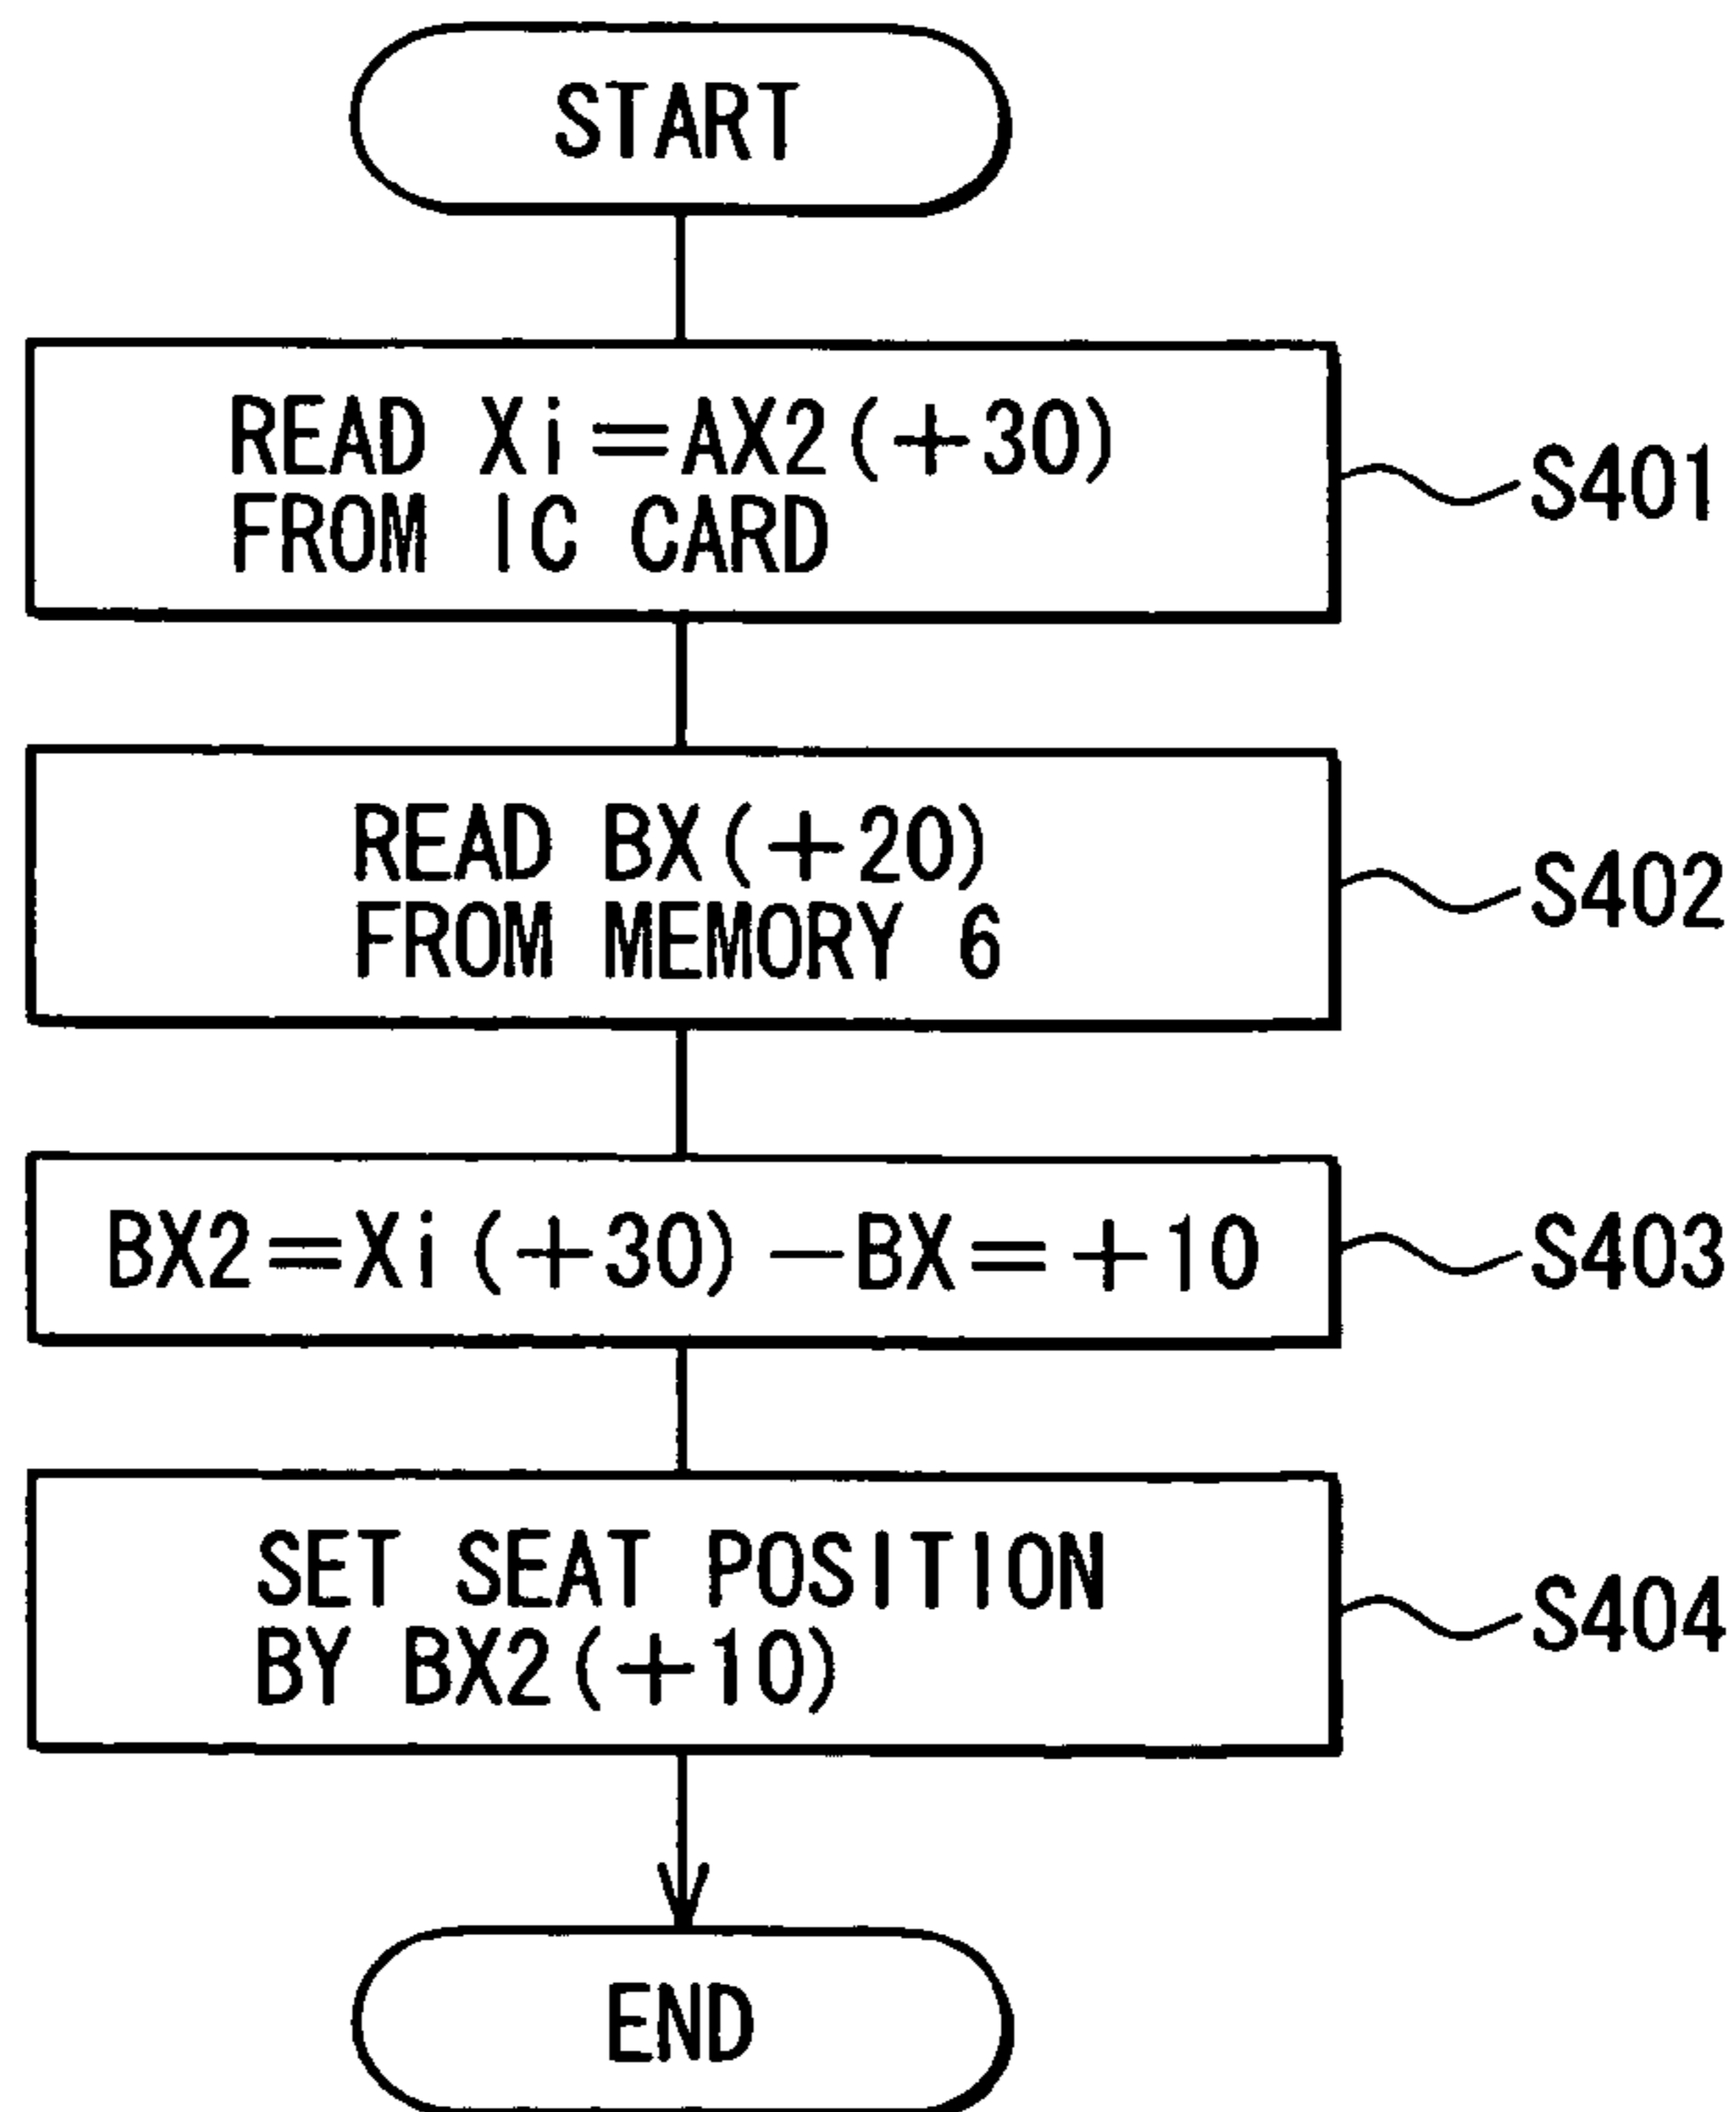 START
READ Xi=AX2(+30)
FROM IC CARD
S401
READ BX(+20)
FROM MEMORY 6
S402
BX2=Xi(+30)-BX=+10
S403
SET SEAT POSITION
BY BX2(+10)
S404
END